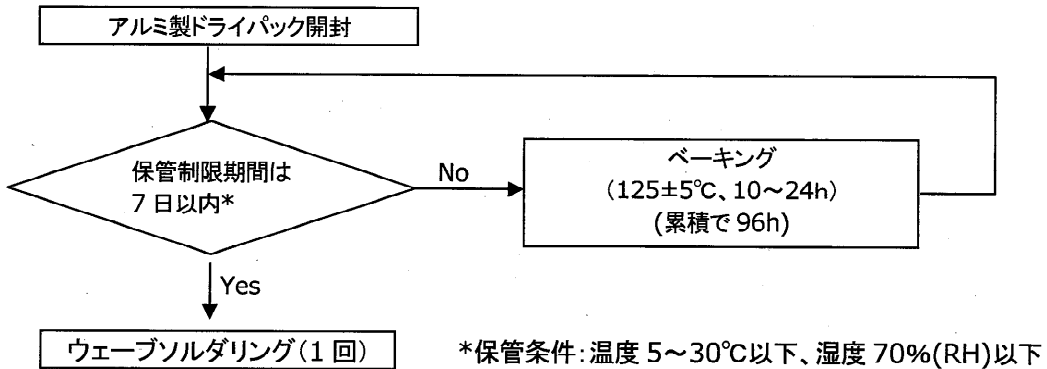 アルミ製ドライパック開封
保管制限期間は
7日以内*
No
ベーキング
(125±5℃、10～24h)
(累積で96h)
Yes
ウェーブソルダリング(1回)
*保管条件:温度5～30℃以下、湿度70%(RH)以下